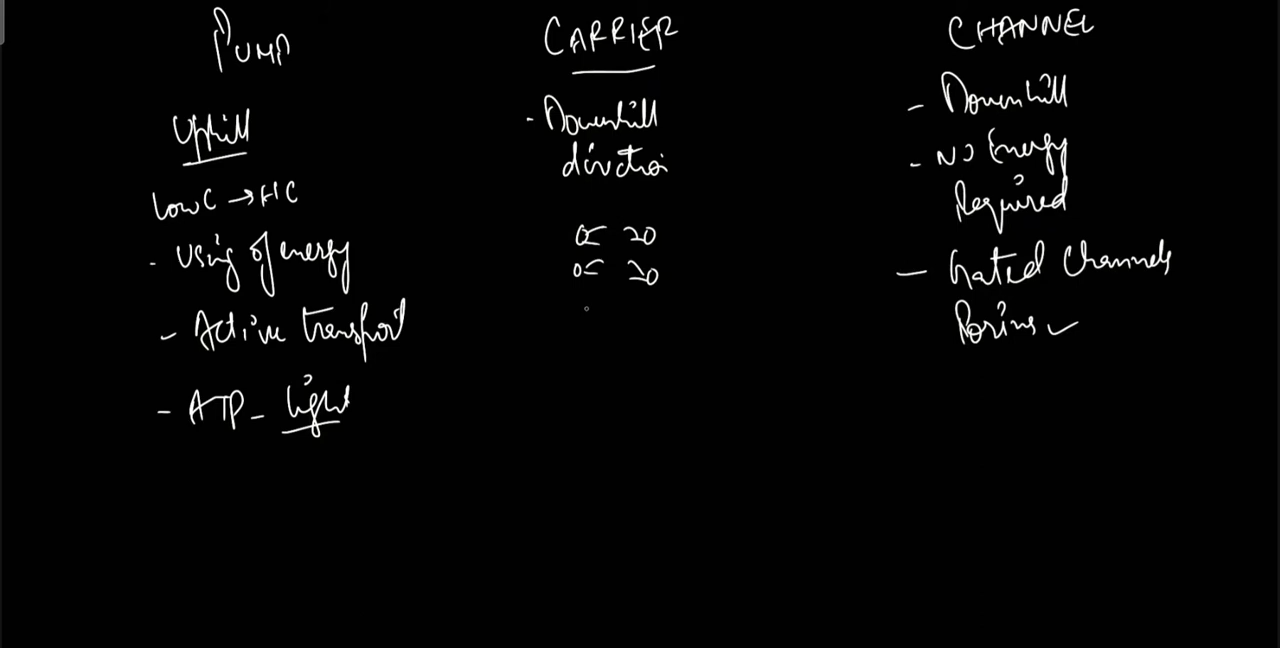 PUMP
Uphill
Low C → HC
- Using of energy
- Active transport
- ATP - light
CARRIER
- Downhill
direction
CHANNEL
- Downhill
- No Energy
Required
- Gated Channels
Porins ✓